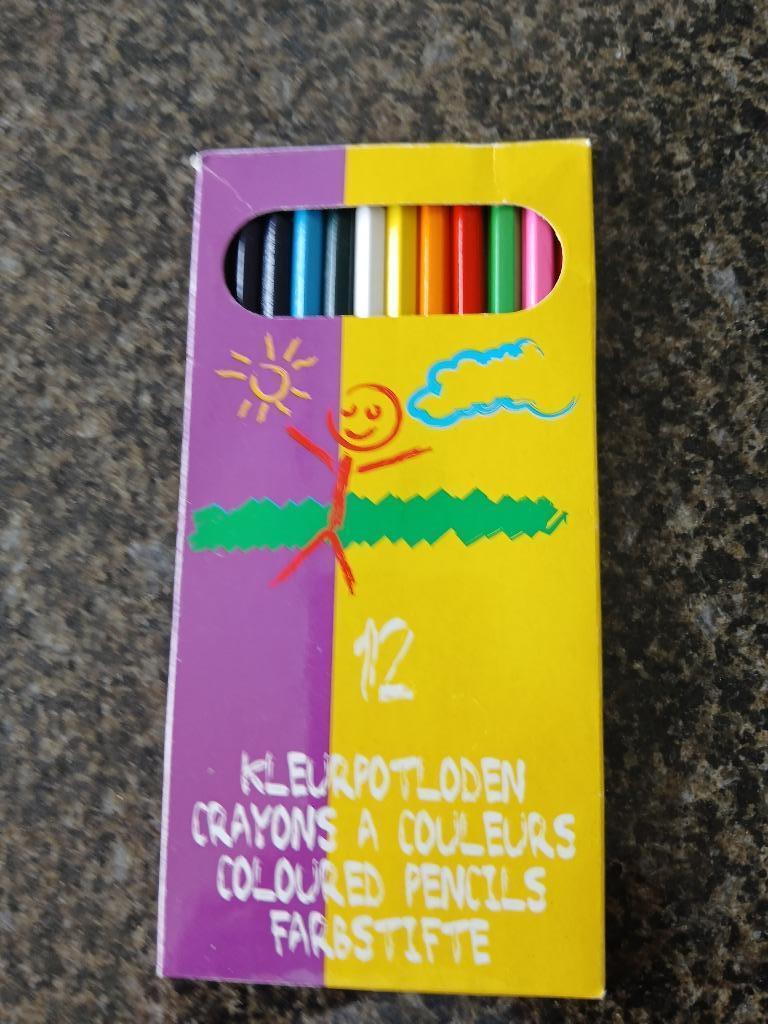 12
KLEURPOTLODEN
CRAYONS A COULEURS
COLOURED PENCILS
FARBSTIFTE